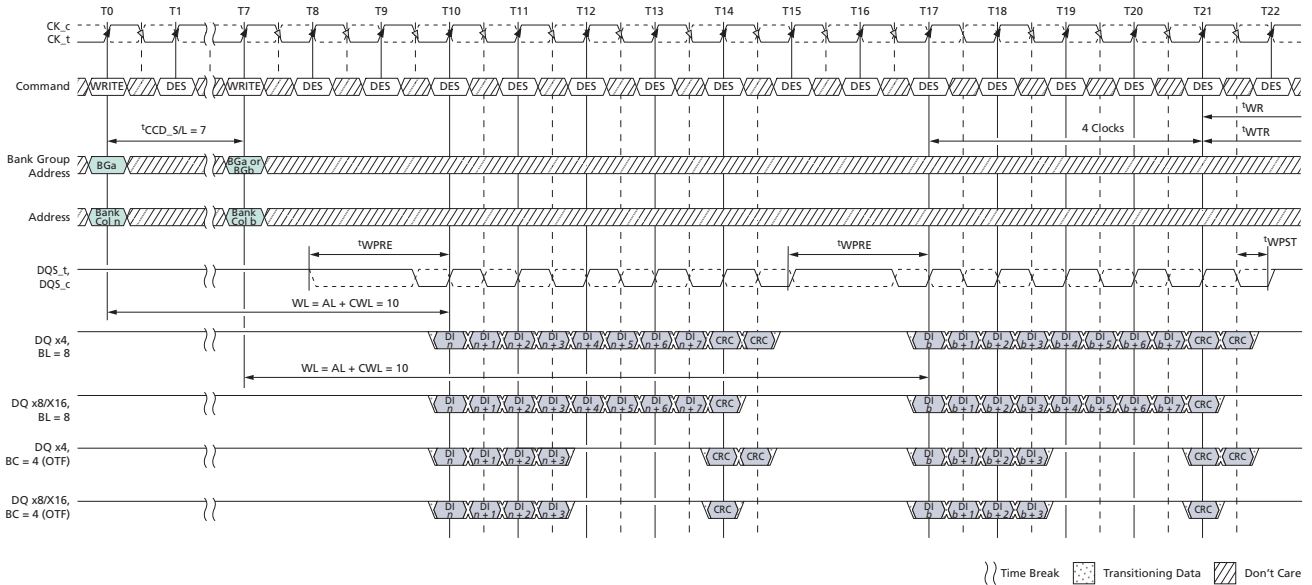 T0 T1 T7 T8 T9 T10 T11 T12 T13 T14 T15 T16 T17 T18 T19 T20 T21 T22
CK_c
CK_t
Command WRITE DES WRITE DES DES DES DES DES DES DES DES DES DES DES DES DES DES DES
tWR
tCCD_S/L = 7
4 Clocks
tWTR
Bank Group
Address
BGa
BGa or
BGb
Address
Bank
Col n
Bank
Col b
tWPRE
tWPRE
tWPST
DQS_t,
DQS_c
WL = AL + CWL = 10
DQ x4,
BL = 8
DI n DI n + 1 DI n + 2 DI n + 3 DI n + 4 DI n + 5 DI n + 6 DI n + 7 CRC CRC DI b DI b + 1 DI b + 2 DI b + 3 DI b + 4 DI b + 5 DI b + 6 DI b + 7 CRC CRC
WL = AL + CWL = 10
DQ x8/X16,
BL = 8
DI n DI n + 1 DI n + 2 DI n + 3 DI n + 4 DI n + 5 DI n + 6 DI n + 7 CRC DI b DI b + 1 DI b + 2 DI b + 3 DI b + 4 DI b + 5 DI b + 6 DI b + 7 CRC
DQ x4,
BC = 4 (OTF)
DI n DI n + 1 DI n + 2 DI n + 3 CRC CRC DI b DI b + 1 DI b + 2 DI b + 3 CRC CRC
DQ x8/X16,
BC = 4 (OTF)
DI n DI n + 1 DI n + 2 DI n + 3 CRC DI b DI b + 1 DI b + 2 DI b + 3 CRC
Time Break Transitioning Data Don't Care